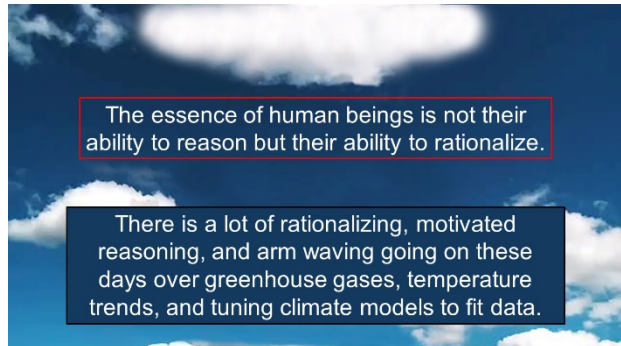 The essence of human beings is not their
ability to reason but their ability to rationalize.
There is a lot of rationalizing, motivated
reasoning, and arm waving going on these
days over greenhouse gases, temperature
trends, and tuning climate models to fit data.